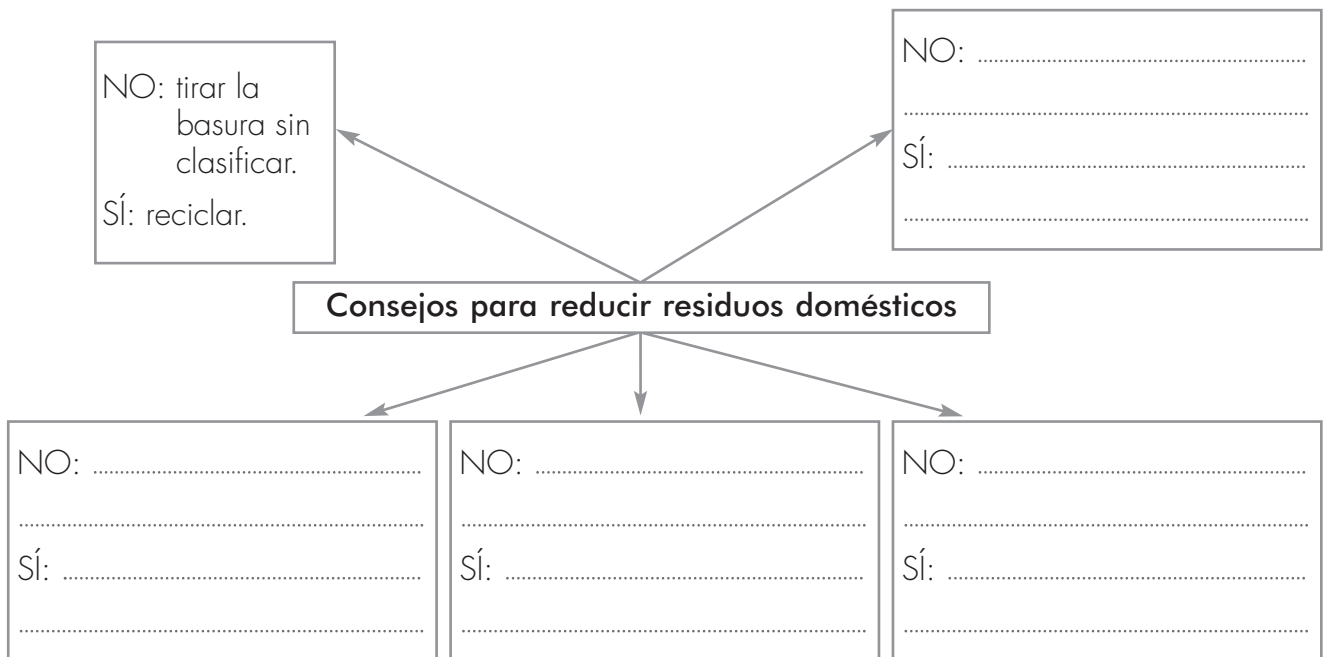 NO: tirar la
basura sin
clasificar.
SÍ: reciclar.
NO:
SÍ:
Consejos para reducir residuos domésticos
NO:
SÍ:
NO:
SÍ:
NO:
SÍ: